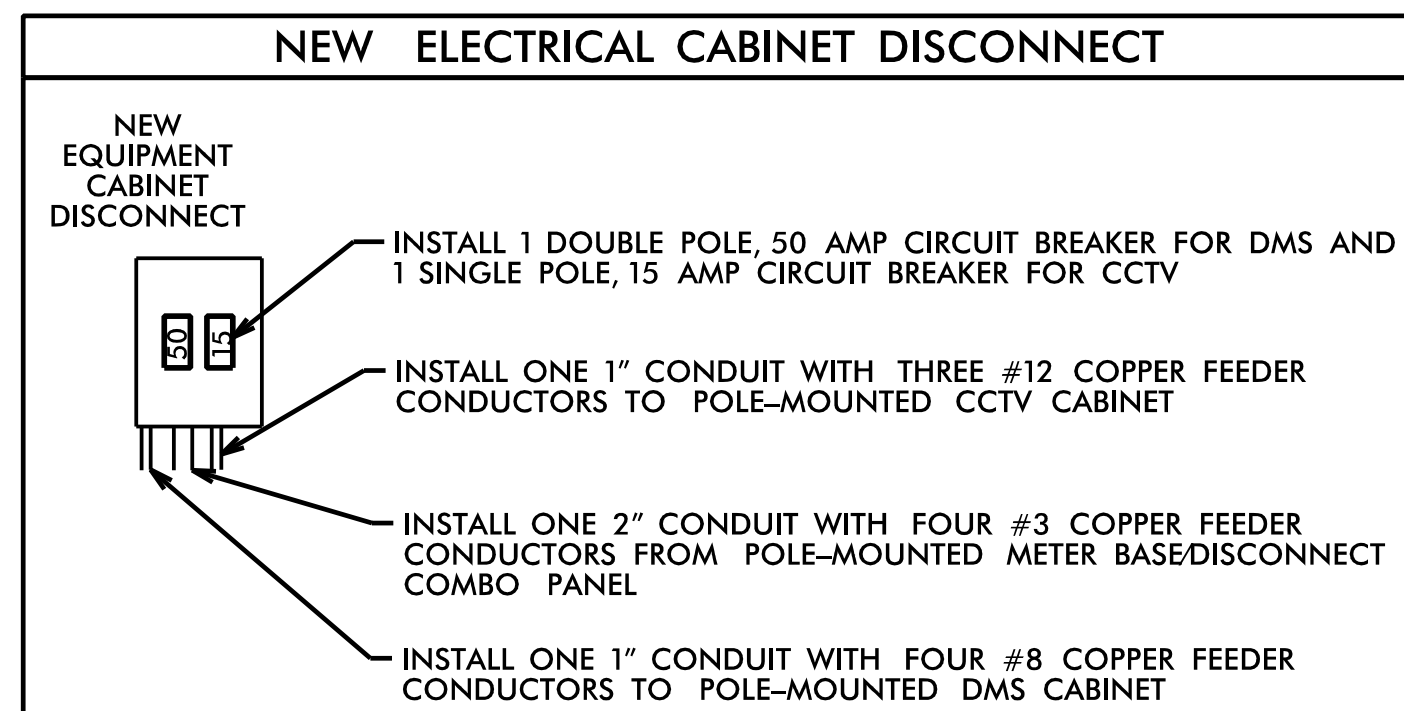 NEW ELECTRICAL CABINET DISCONNECT
NEW
EQUIPMENT
CABINET
DISCONNECT
INSTALL 1 DOUBLE POLE, 50 AMP CIRCUIT BREAKER FOR DMS AND
1 SINGLE POLE, 15 AMP CIRCUIT BREAKER FOR CCTV
50
15
INSTALL ONE 1" CONDUIT WITH THREE #12 COPPER FEEDER
CONDUCTORS TO POLE–MOUNTED CCTV CABINET
INSTALL ONE 2" CONDUIT WITH FOUR #3 COPPER FEEDER
CONDUCTORS FROM POLE–MOUNTED METER BASE/DISCONNECT
COMBO PANEL
INSTALL ONE 1" CONDUIT WITH FOUR #8 COPPER FEEDER
CONDUCTORS TO POLE–MOUNTED DMS CABINET